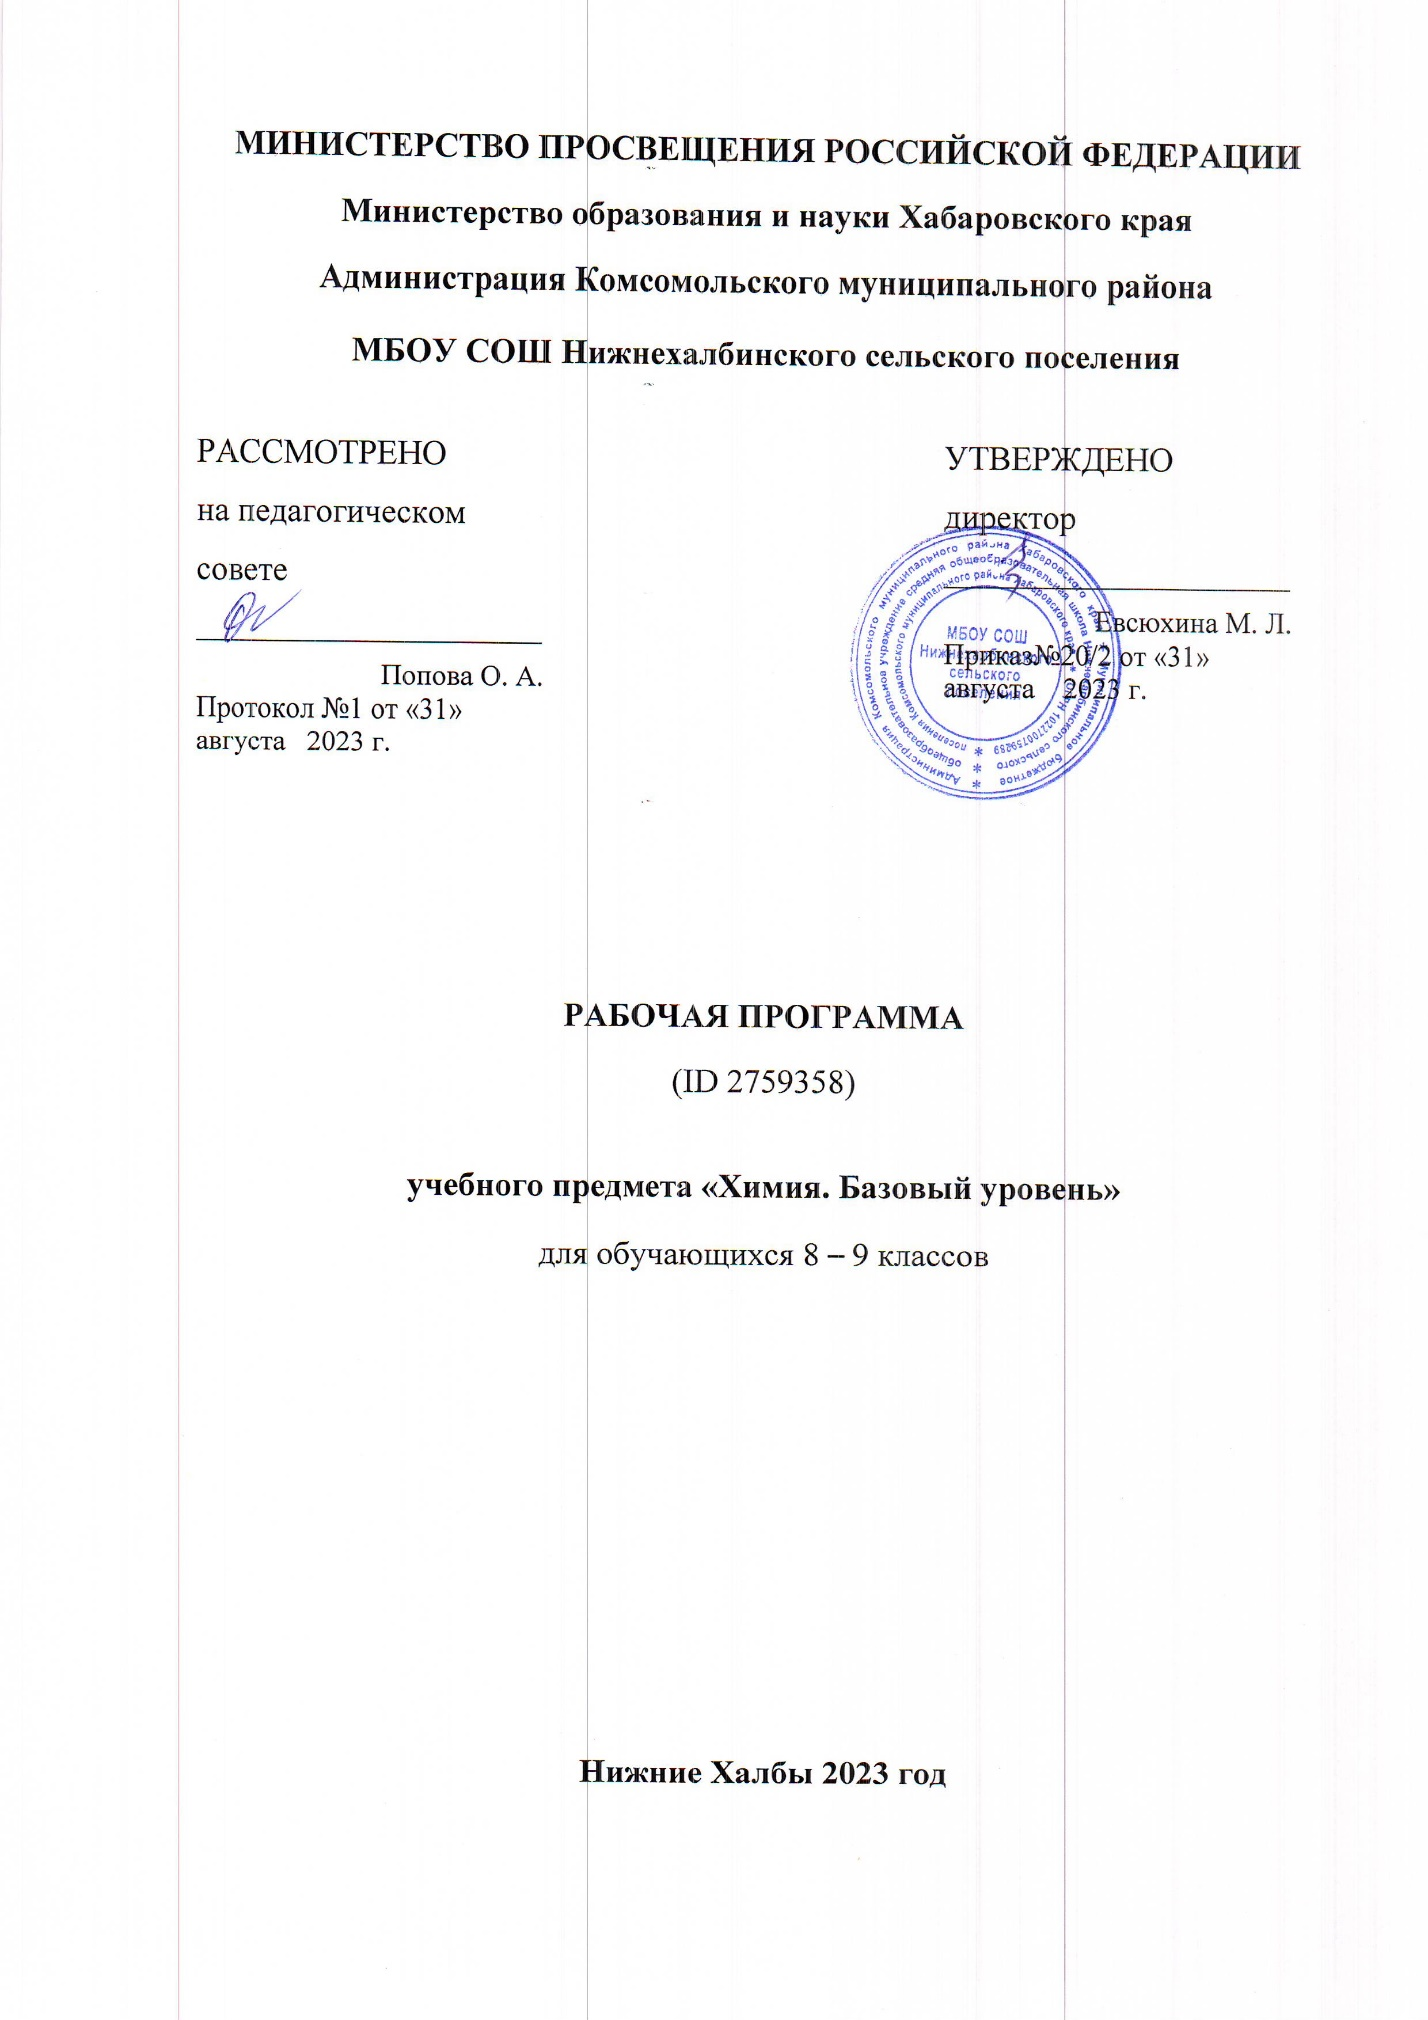 МИНИСТЕРСТВО ПРОСВЕЩЕНИЯ РОССИЙСКОЙ ФЕДЕРАЦИИ
Министерство образования и науки Хабаровского края
Администрация Комсомольского муниципального района
МБОУ СОШ Нижнехалбинского сельского поселения
РАССМОТРЕНО
на педагогическом
совете
Попова О. А.
Протокол №1 от «31»
августа 2023 г.
УТВЕРЖДЕНО
директор
Евсюхина М. Л.
Приказ№20/2 от «31»
августа 2023 г.
МБОУ СОШ
Нижнехалбинского
сельского
поселения
РАБОЧАЯ ПРОГРАММА
(ID 2759358)
учебного предмета «Химия. Базовый уровень»
для обучающихся 8 – 9 классов
Нижние Халбы 2023 год